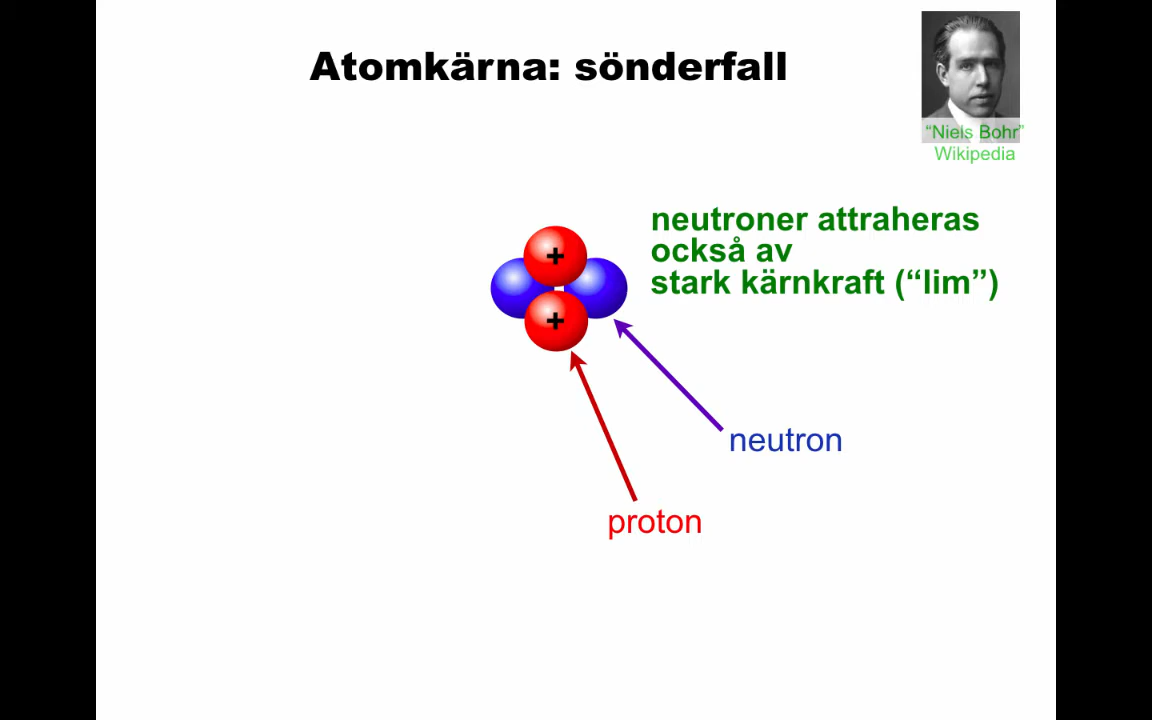 Atomkärna: sönderfall
“Niels Bohr”
Wikipedia
neutroner attraheras
också av
stark kärnkraft (“lim”)
+
+
neutron
proton